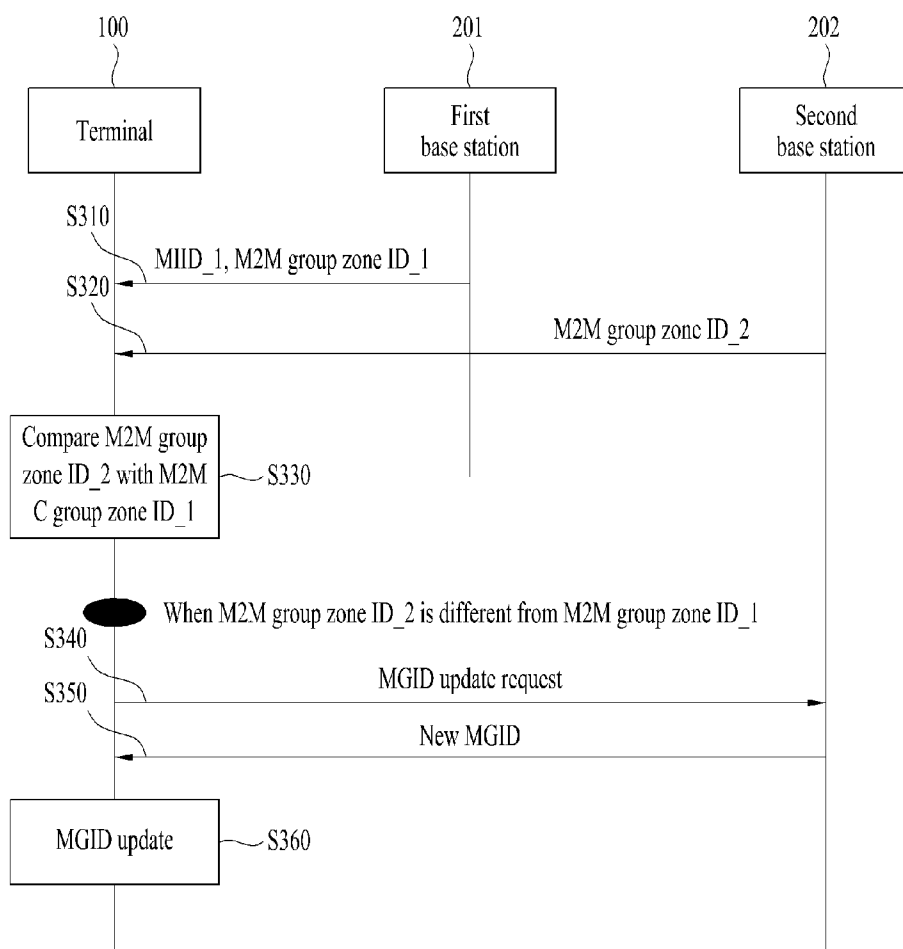 100
201
202
Terminal
First
base station
Second
base station
S310
MIID_1, M2M group zone ID_1
S320
M2M group zone ID_2
Compare M2M group
zone ID_2 with M2M
C group zone ID_1
S330
When M2M group zone ID_2 is different from M2M group zone ID_1
S340
MGID update request
S350
New MGID
MGID update
S360